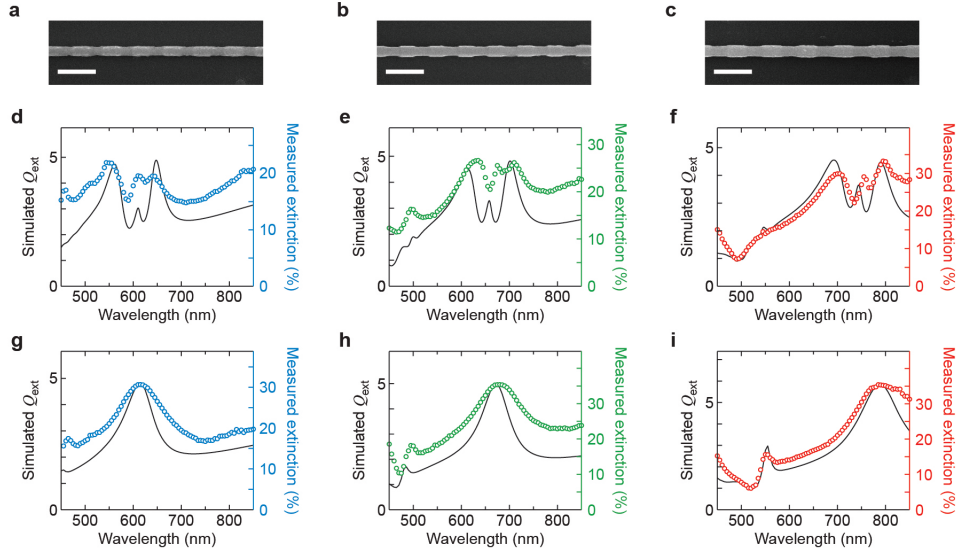 a
b
c
d
e
f
Simulated Qext
5
0
500 600 700
Wavelength (nm)
20
10
0
Measured extinction (%)
Simulated Qext
5
0
500 600 700
Wavelength (nm)
30
20
10
0
Measured extinction (%)
Simulated Qext
5
0
500 600 700 800
Wavelength (nm)
40
30
20
10
0
Measured extinction (%)
g
h
i
Simulated Qext
5
0
500 600 700 800
Wavelength (nm)
30
20
10
0
Measured extinction (%)
Simulated Qext
5
0
500 600 700 800
Wavelength (nm)
30
20
10
0
Measured extinction (%)
Simulated Qext
5
0
500 600 700 800
Wavelength (nm)
40
30
20
10
0
Measured extinction (%)